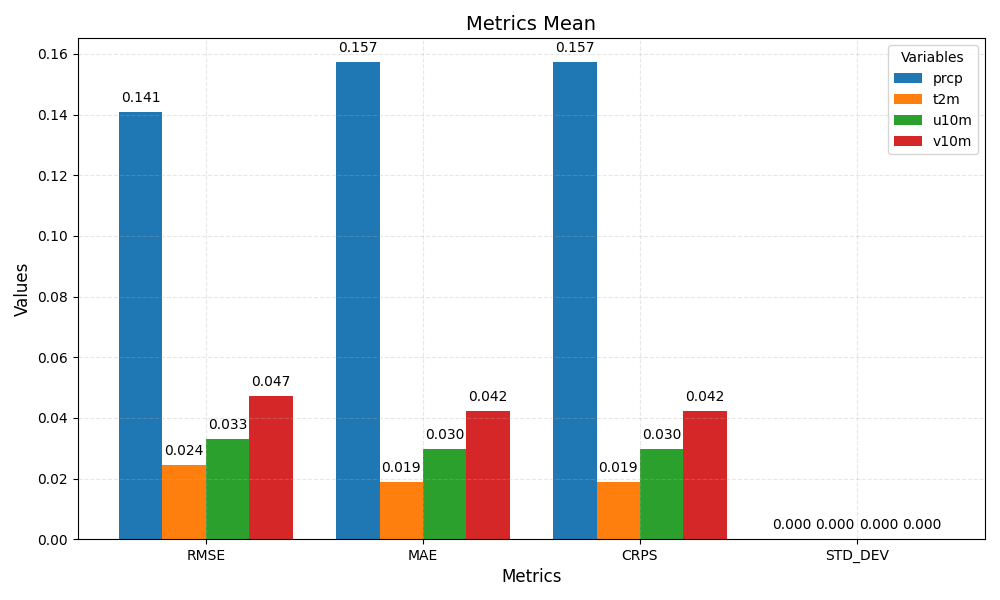 Metrics Mean
Values
0.16
0.14
0.12
0.10
0.08
0.06
0.04
0.02
0.00
0.141
0.024
0.033
0.047
0.157
0.019
0.030
0.042
0.157
0.019
0.030
0.042
0.000 0.000 0.000 0.000
Variables
prcp
t2m
u10m
v10m
RMSE MAE CRPS STD_DEV
Metrics